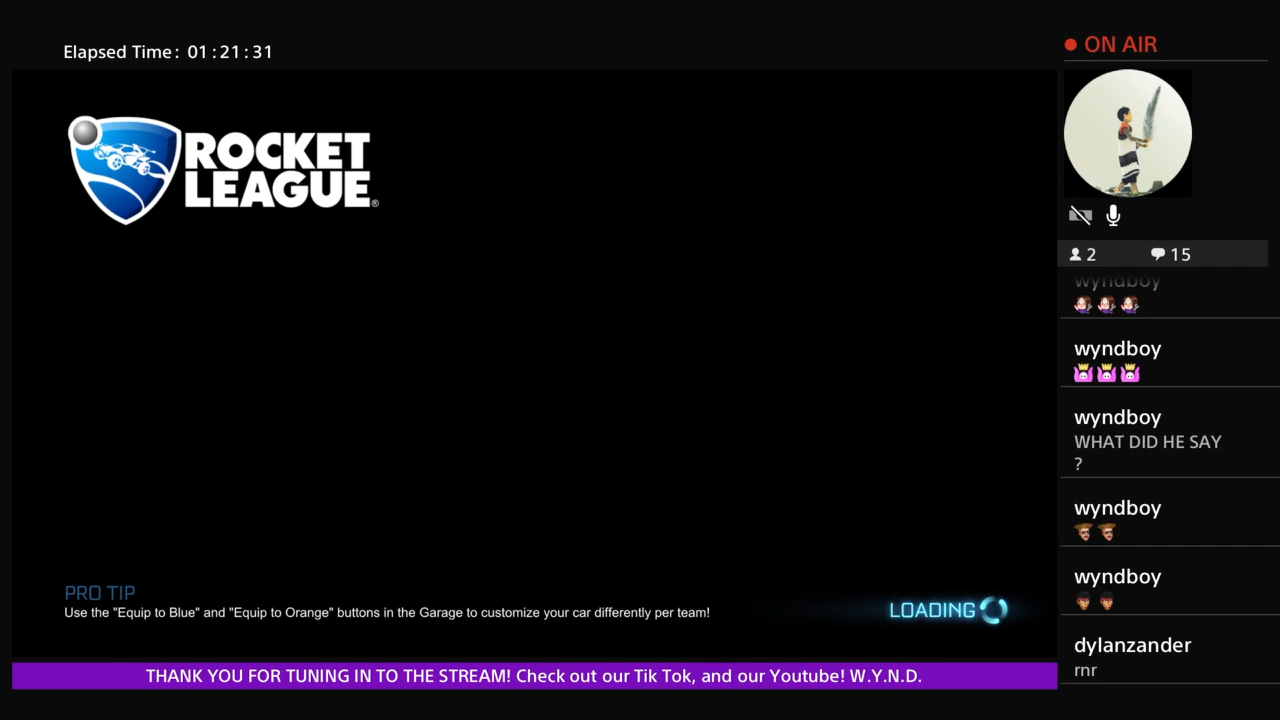 Elapsed Time: 01:21:31
ON AIR
ROCKET
LEAGUE®
2 15
wyndboy
wyndboy
wyndboy
WHAT DID HE SAY
?
wyndboy
wyndboy
dylanzander
rnr
PRO TIP
Use the "Equip to Blue" and "Equip to Orange" buttons in the Garage to customize your car differently per team!
LOADING
THANK YOU FOR TUNING IN TO THE STREAM! Check out our Tik Tok, and our Youtube! W.Y.N.D.